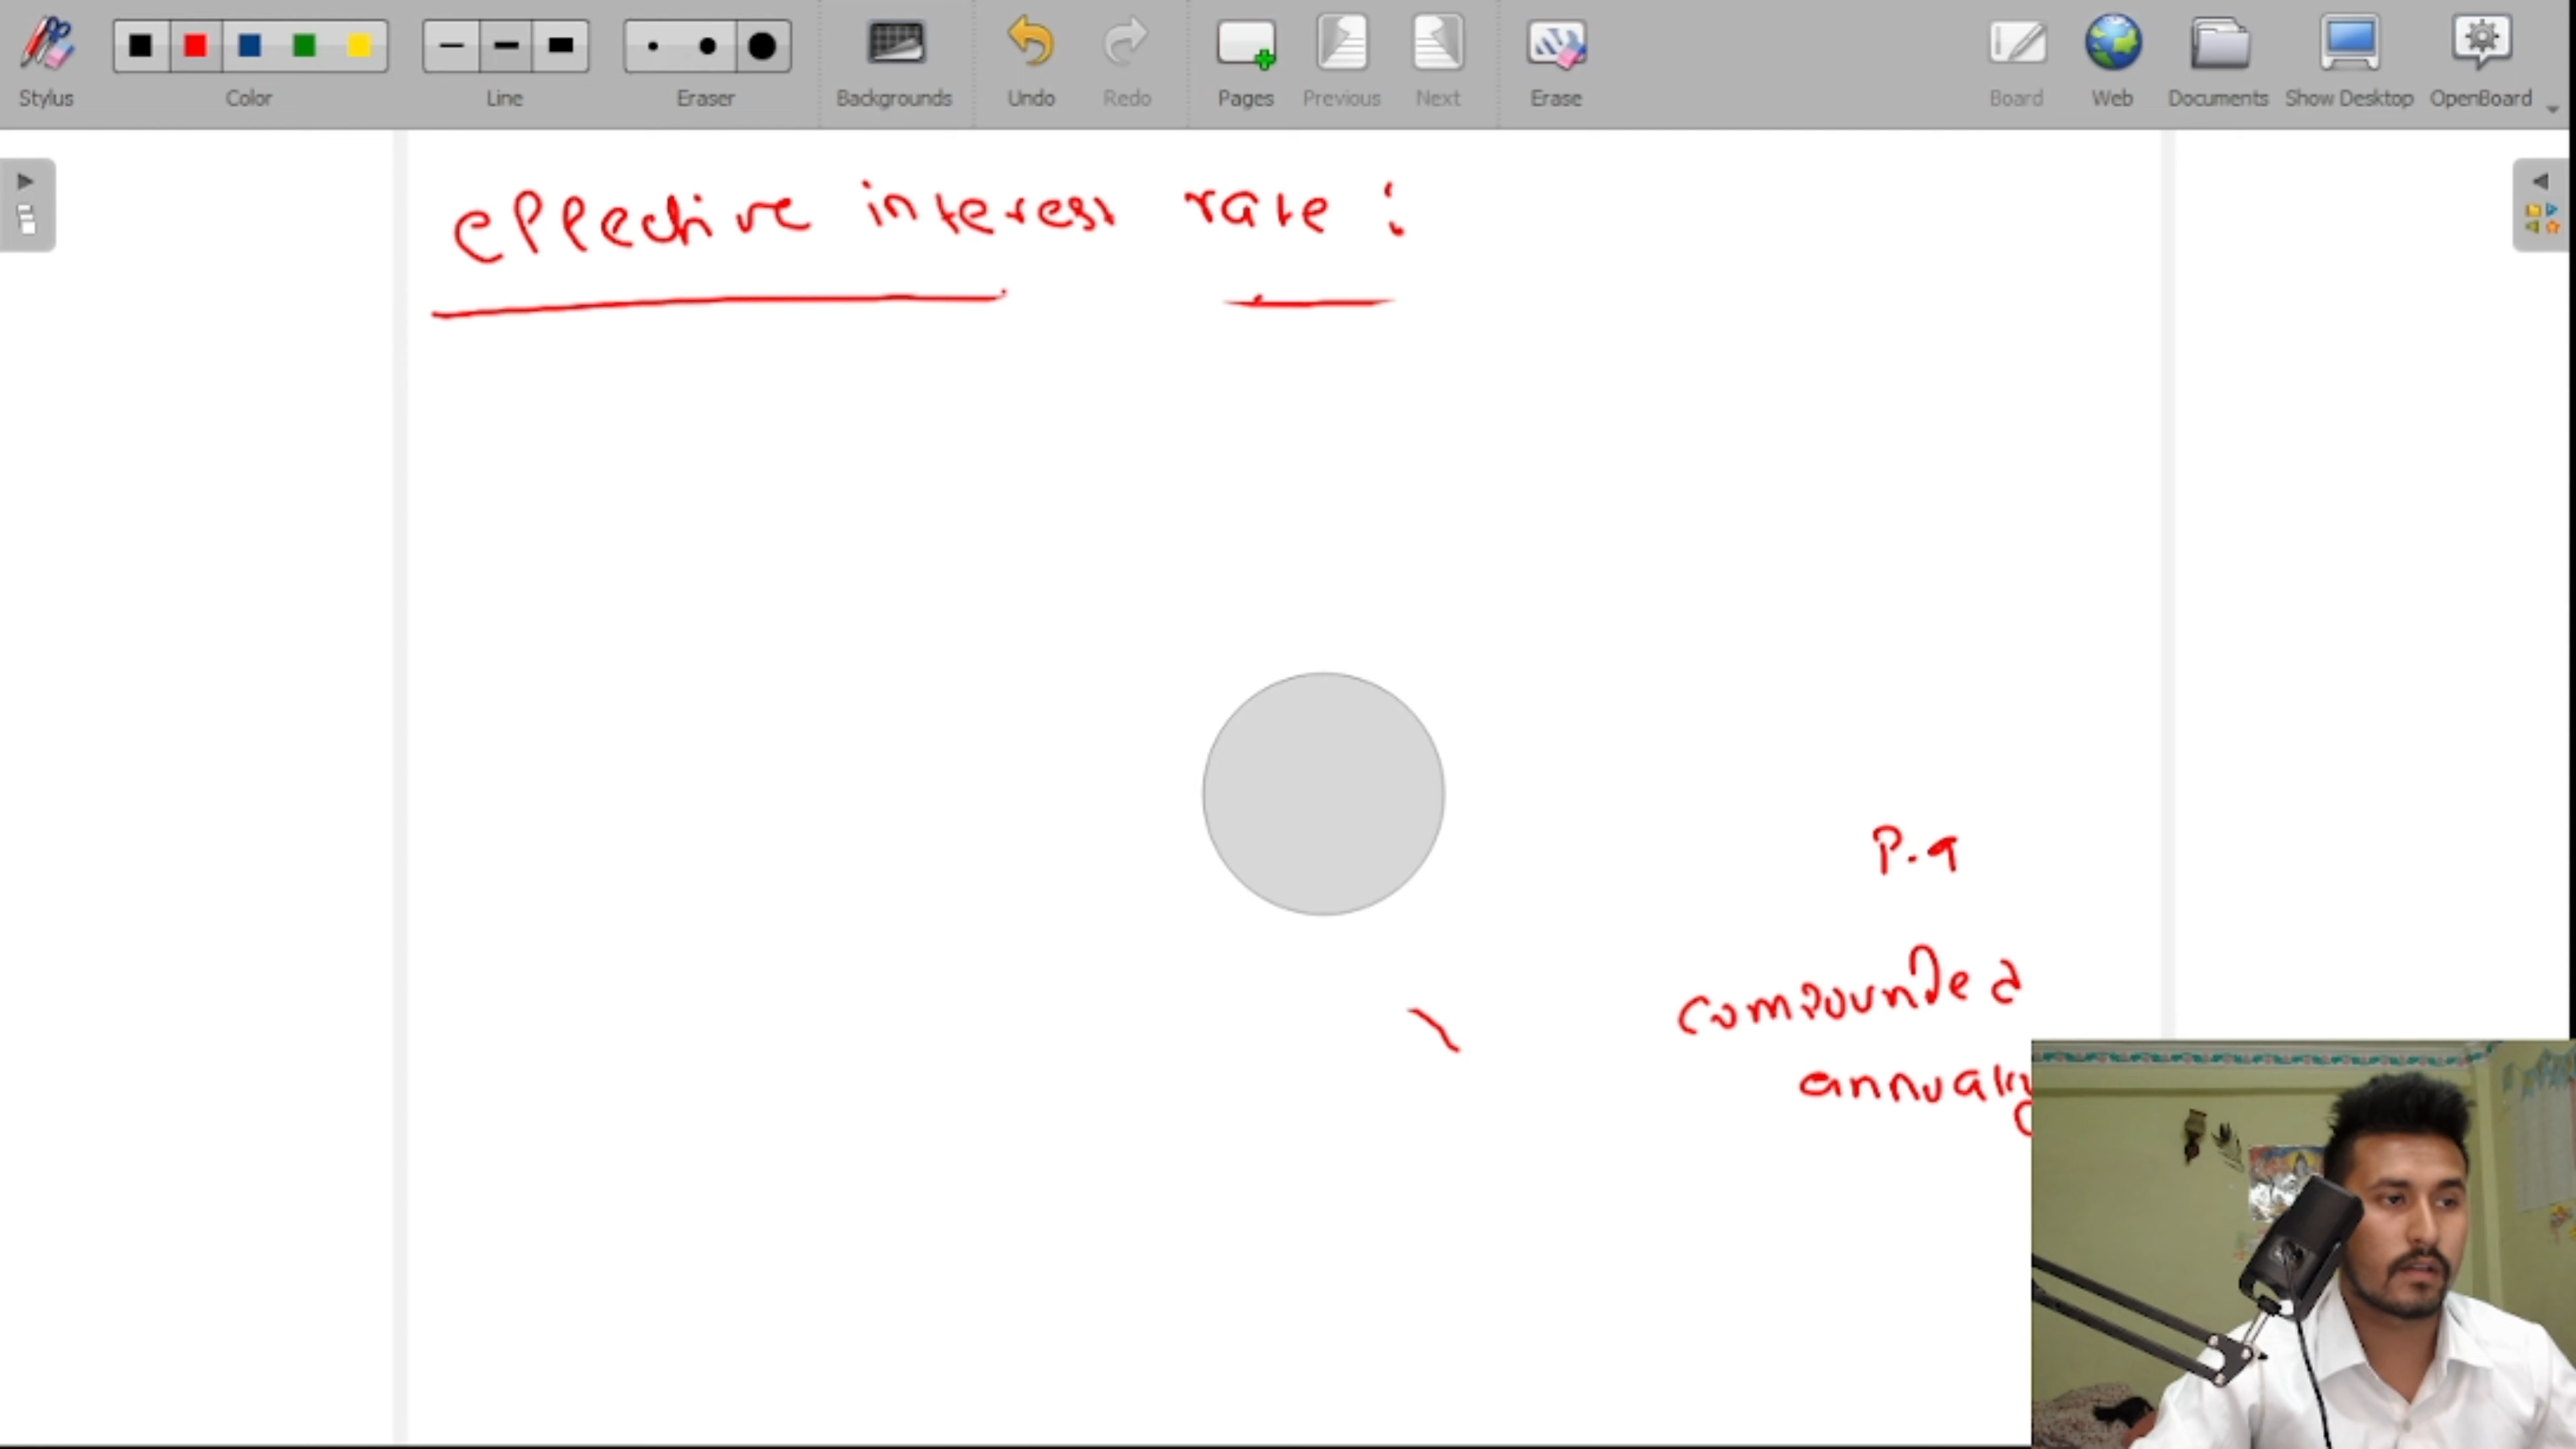 Stylus Color Line Eraser Backgrounds Undo Redo Pages Previous Next Erase Board Web Documents Show Desktop OpenBoard
effective interest rate :
P.a
compounded
annually